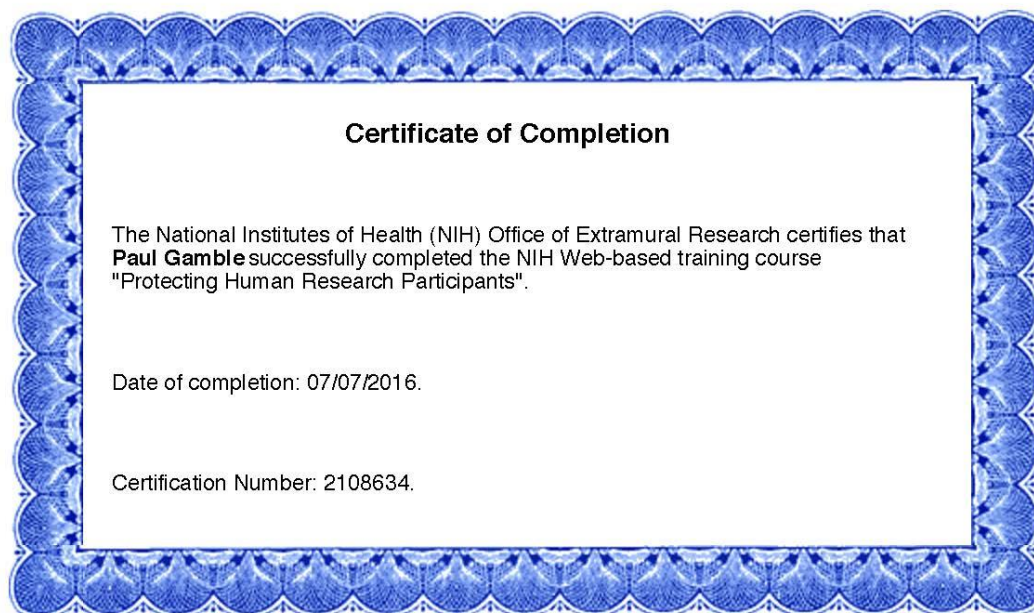 Certificate of Completion
The National Institutes of Health (NIH) Office of Extramural Research certifies that
Paul Gamble successfully completed the NIH Web-based training course
"Protecting Human Research Participants".
Date of completion: 07/07/2016.
Certification Number: 2108634.